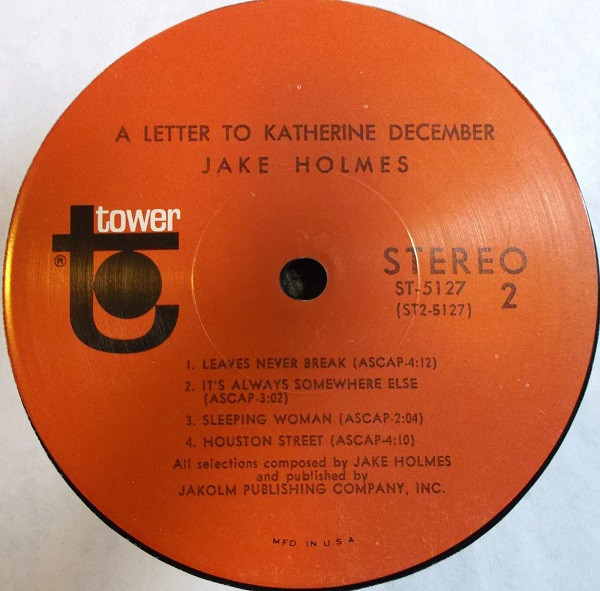 A LETTER TO KATHERINE DECEMBER
JAKE HOLMES
tower
®
STEREO
ST-5127
(ST2-5127)
2
1. LEAVES NEVER BREAK (ASCAP-4:12)
2. IT'S ALWAYS SOMEWHERE ELSE
(ASCAP-3:02)
3. SLEEPING WOMAN (ASCAP-2:04)
4. HOUSTON STREET (ASCAP-4:10)
All selections composed by JAKE HOLMES
and published by
JAKOLM PUBLISHING COMPANY, INC.
MFD. IN U.S.A.